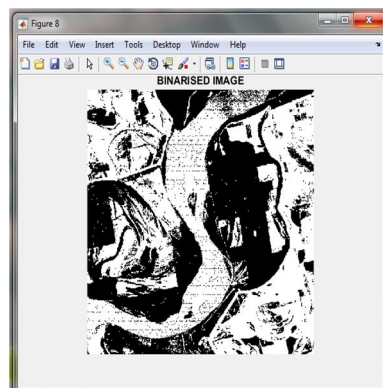 Figure 8
File Edit View Insert Tools Desktop Window Help
BINARISED IMAGE